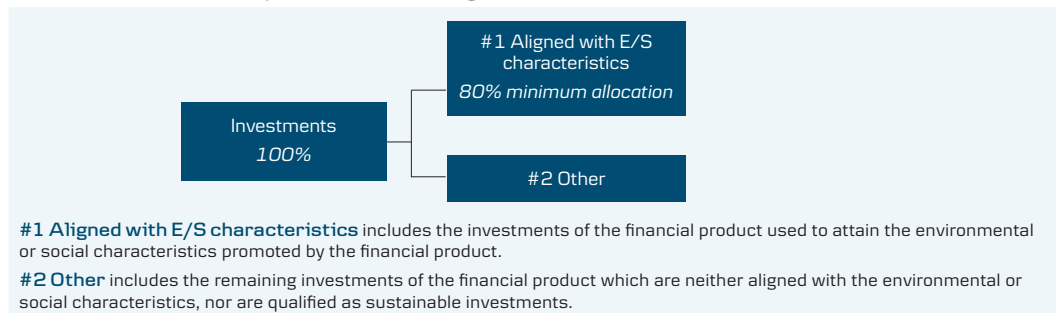 #1 Aligned with E/S
characteristics
80% minimum allocation
Investments
100%
#2 Other
#1 Aligned with E/S characteristics includes the investments of the financial product used to attain the environmental
or social characteristics promoted by the financial product.
#2 Other includes the remaining investments of the financial product which are neither aligned with the environmental or
social characteristics, nor are qualified as sustainable investments.